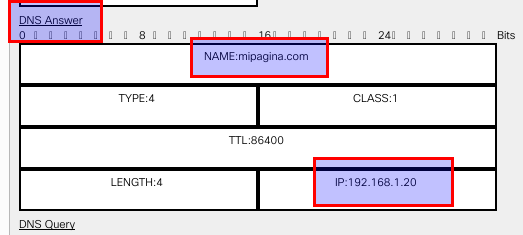 DNS Answer
0 8 16 24 Bits
NAME:mipagina.com
TYPE:4 CLASS:1
TTL:86400
LENGTH:4 IP:192.168.1.20
DNS Query